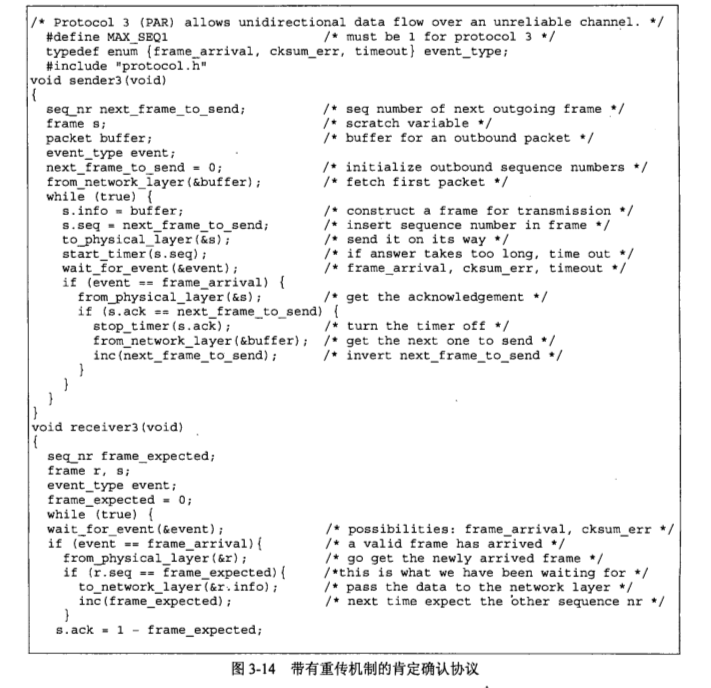 /* Protocol 3 (PAR) allows unidirectional data flow over an unreliable channel. */
#define MAX_SEQ1 /* must be 1 for protocol 3 */
typedef enum {frame_arrival, cksum_err, timeout} event_type;
#include "protocol.h"
void sender3(void)
{
seq_nr next_frame_to_send; /* seq number of next outgoing frame */
frame s; /* scratch variable */
packet buffer; /* buffer for an outbound packet */
event_type event;
next_frame_to_send = 0; /* initialize outbound sequence numbers */
from_network_layer(&buffer); /* fetch first packet */
while (true) {
s.info = buffer; /* construct a frame for transmission */
s.seq = next_frame_to_send; /* insert sequence number in frame */
to_physical_layer(&s); /* send it on its way */
start_timer(s.seq); /* if answer takes too long, time out */
wait_for_event(&event); /* frame_arrival, cksum_err, timeout */
if (event == frame_arrival) {
from_physical_layer(&s); /* get the acknowledgement */
if (s.ack == next_frame_to_send) {
stop_timer(s.ack); /* turn the timer off */
from_network_layer(&buffer); /* get the next one to send */
inc(next_frame_to_send); /* invert next_frame_to_send */
}
}
}
}
void receiver3(void)
{
seq_nr frame_expected;
frame r, s;
event_type event;
frame_expected = 0;
while (true) {
wait_for_event(&event); /* possibilities: frame_arrival, cksum_err */
if (event == frame_arrival){ /* a valid frame has arrived */
from_physical_layer(&r); /* go get the newly arrived frame */
if (r.seq == frame_expected){ /*this is what we have been waiting for */
to_network_layer(&r.info); /* pass the data to the network layer */
inc(frame_expected); /* next time expect the other sequence nr */
}
s.ack = 1 - frame_expected;
图 3-14 带有重传机制的肯定确认协议